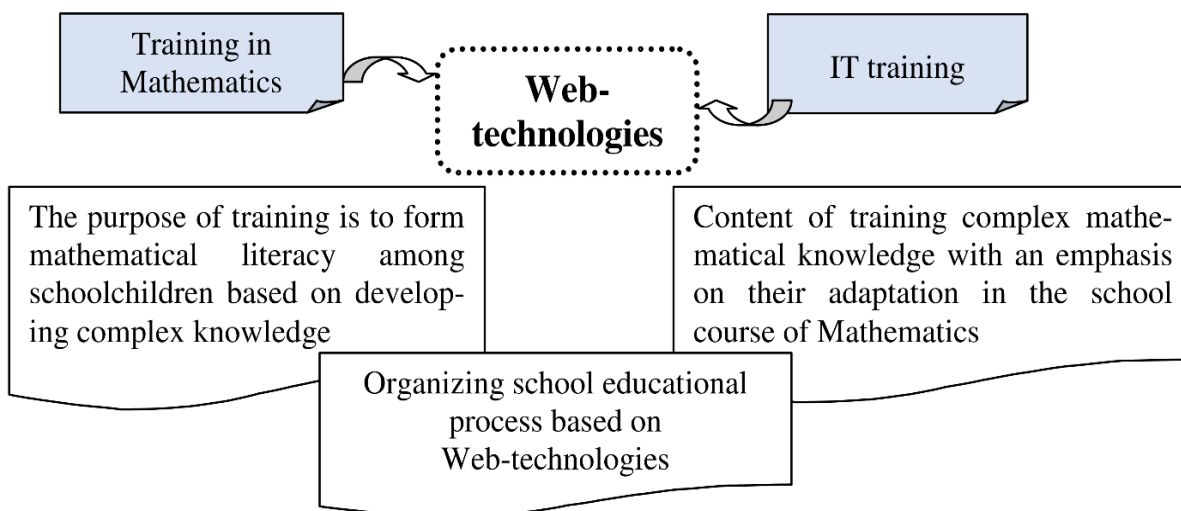 Training in
Mathematics
IT training
Web-
technologies
The purpose of training is to form
mathematical literacy among
schoolchildren based on develop-
ing complex knowledge
Content of training complex mathe-
matical knowledge with an emphasis
on their adaptation in the school
course of Mathematics
Organizing school educational
process based on
Web-technologies